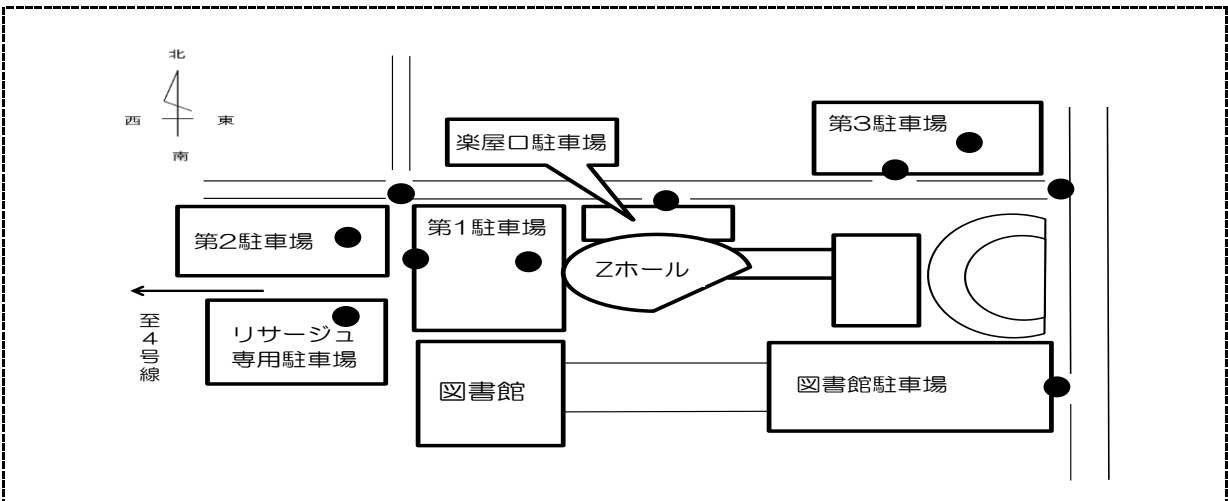 北
西
東
南
第3駐車場
楽屋口駐車場
第1駐車場
第2駐車場
Zホール
至4号線
リサージュ
専用駐車場
図書館
図書館駐車場